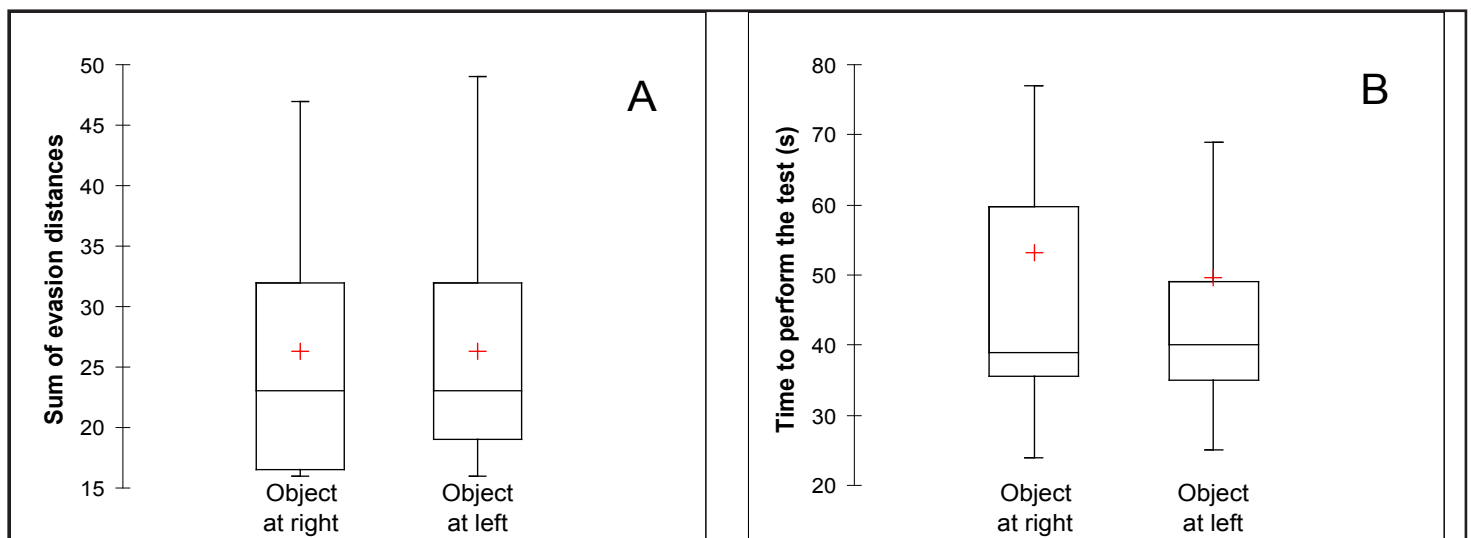 A
Sum of evasion distances
50
45
40
35
30
25
20
15
Object
at right
Object
at left
B
Time to perform the test (s)
80
70
60
50
40
30
20
Object
at right
Object
at left